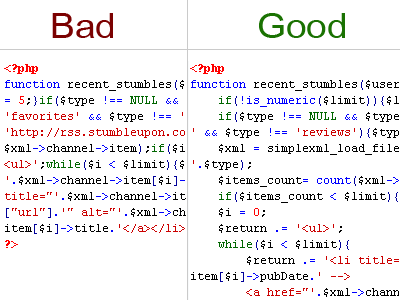 Bad
<?php
function recent_stumbles($
= 5;}if($type !== NULL &&
'favorites' && $type !== '
'http://rss.stumbleupon.co
$xml->channel->item);if($i
<ul>';while($i < $limit){$
'.$xml->channel->item[$i]-
title="'.$xml->channel->it
["url"].'" alt="'.$xml->ch
item[$i]->title.'</a></li>
?>
Good
<?php
function recent_stumbles($user
if(!is_numeric($limit)){$l
if($type !== NULL && $type
' && $type !== 'reviews'){$typ
$xml = simplexml_load_file
'.$type);
$items_count= count($xml->
if($items_count < $limit){
$i = 0;
$return .= '<ul>';
while($i < $limit){
$return .= '<li title=
item[$i]->pubDate.' -->
<a href="'.$xml->chann